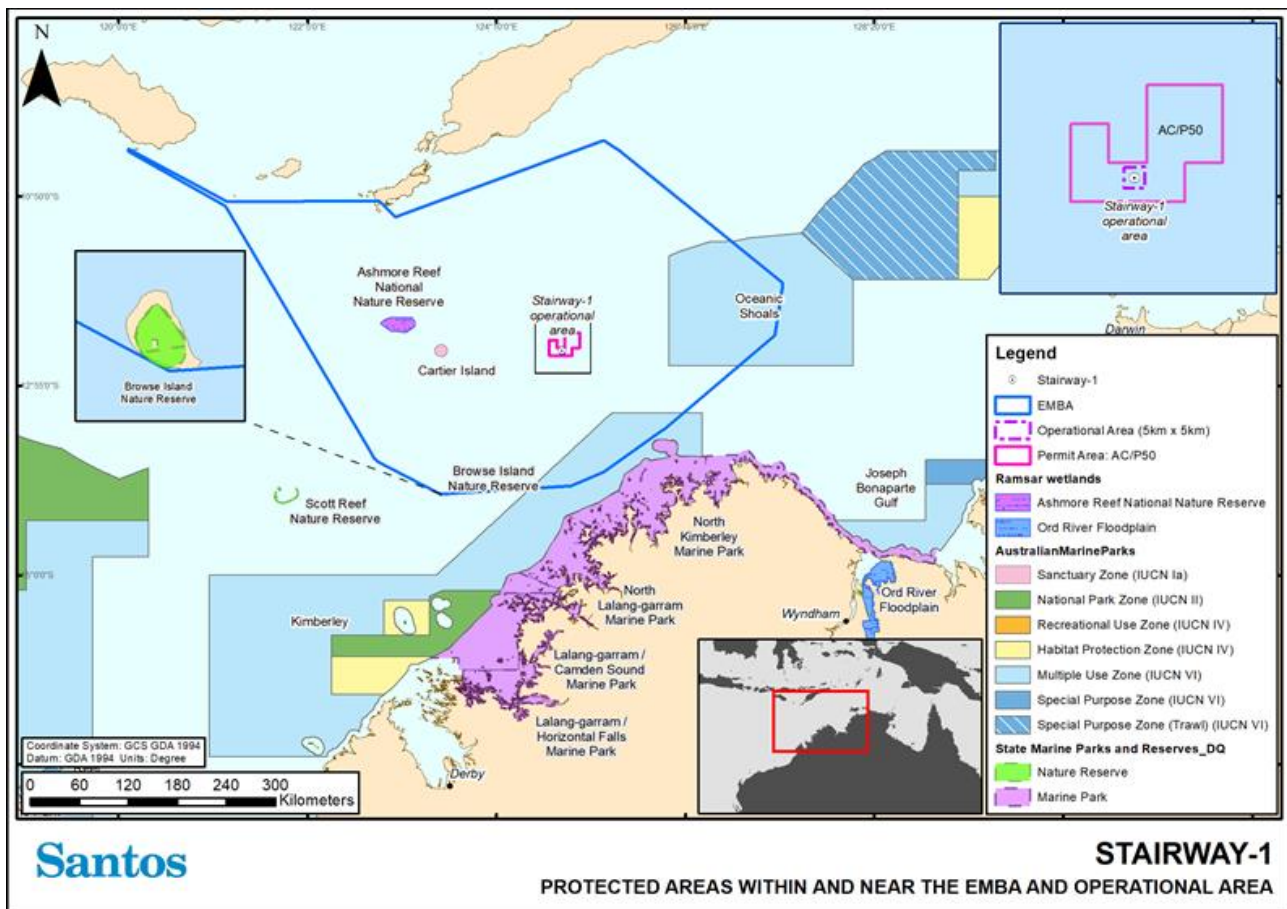 N
120°0'0"E
122°5'0"E
124°10'0"E
128°20'0"E
0°50'0"S
Ashmore Reef
National
Nature Reserve
Stairway-1
operational
area
Oceanic
Shoals
Cartier Island
2°55'0"S
Browse Island
Nature Reserve
Browse Island
Nature Reserve
Scott Reef
Nature Reserve
Joseph
Bonaparte
Gulf
North
Kimberley
Marine Park
5°0'0"S
Kimberley
North
Lalang-garram
Marine Park
Wyndham
Ord River
Floodplain
Lalang-garram /
Camden Sound
Marine Park
Lalang-garram /
Horizontal Falls
Marine Park
Derby
Darwin
AC/P50
Stairway-1
operational
area
Legend
Stairway-1
EMBA
Operational Area (5km x 5km)
Permit Area: AC/P50
Ramsar wetlands
Ashmore Reef National Nature Reserve
Ord River Floodplain
AustralianMarineParks
Sanctuary Zone (IUCN Ia)
National Park Zone (IUCN II)
Recreational Use Zone (IUCN IV)
Habitat Protection Zone (IUCN IV)
Multiple Use Zone (IUCN VI)
Special Purpose Zone (IUCN VI)
Special Purpose Zone (Trawl) (IUCN VI)
State Marine Parks and Reserves_DQ
Nature Reserve
Marine Park
Coordinate System: GCS GDA 1994
Datum: GDA 1994 Units: Degree
0 60 120 180 240 300
Kilometers
Santos
STAIRWAY-1
PROTECTED AREAS WITHIN AND NEAR THE EMBA AND OPERATIONAL AREA